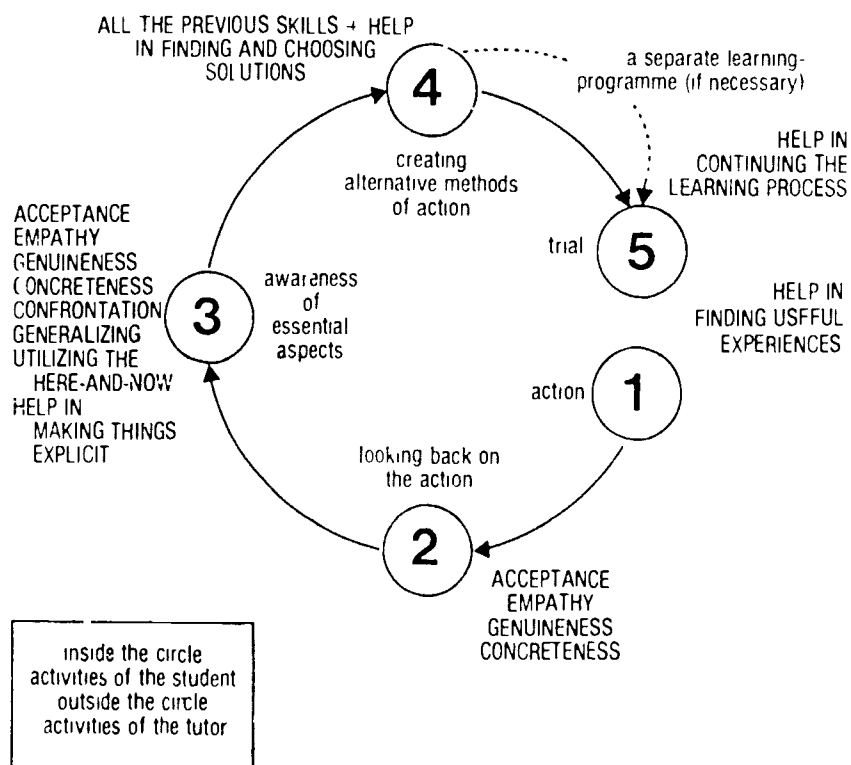 ALL THE PREVIOUS SKILLS + HELP
IN FINDING AND CHOOSING
SOLUTIONS
4
a separate learning-
programme (if necessary)
creating
alternative methods
of action
HELP IN
CONTINUING THE
LEARNING PROCESS
trial
5
ACCEPTANCE
EMPATHY
GENUINENESS
CONCRETENESS
CONFRONTATION
GENERALIZING
UTILIZING THE
HERE-AND-NOW
HELP IN
MAKING THINGS
EXPLICIT
3
awareness
of
essential
aspects
HELP IN
FINDING USEFUL
EXPERIENCES
action
1
looking back on
the action
2
ACCEPTANCE
EMPATHY
GENUINENESS
CONCRETENESS
inside the circle
activities of the student
outside the circle
activities of the tutor